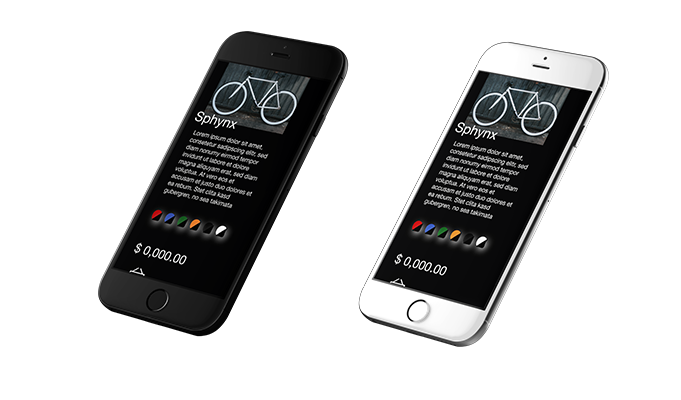 Sphynx
Lorem ipsum dolor sit amet,
consetetur sadipscing elitr, sed
diam nonumy eirmod tempor
invidunt ut labore et dolore
magna aliquyam erat, sed diam
voluptua. At vero eos et
accusam et justo duo dolores et
ea rebum. Stet clita kasd
gubergren, no sea takimata
$ 0,000.00
Sphynx
Lorem ipsum dolor sit amet,
consetetur sadipscing elitr, sed
diam nonumy eirmod tempor
invidunt ut labore et dolore
magna aliquyam erat, sed diam
voluptua. At vero eos et
accusam et justo duo dolores et
ea rebum. Stet clita kasd
gubergren, no sea takimata
$ 0,000.00